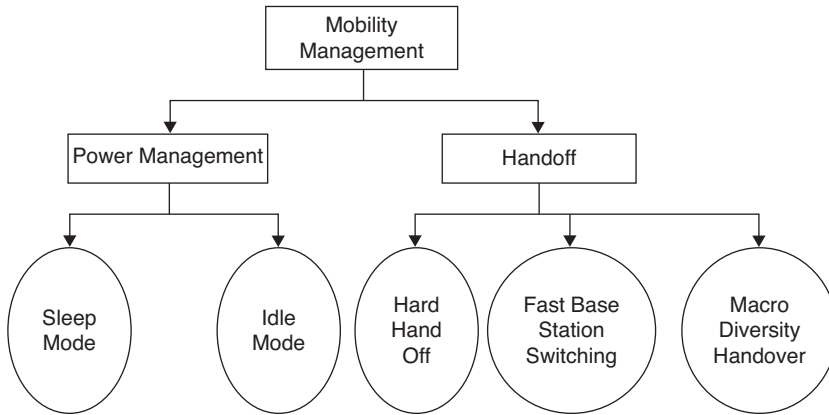 Mobility
Management
Power Management
Handoff
Sleep
Mode
Idle
Mode
Hard
Hand
Off
Fast Base
Station
Switching
Macro
Diversity
Handover